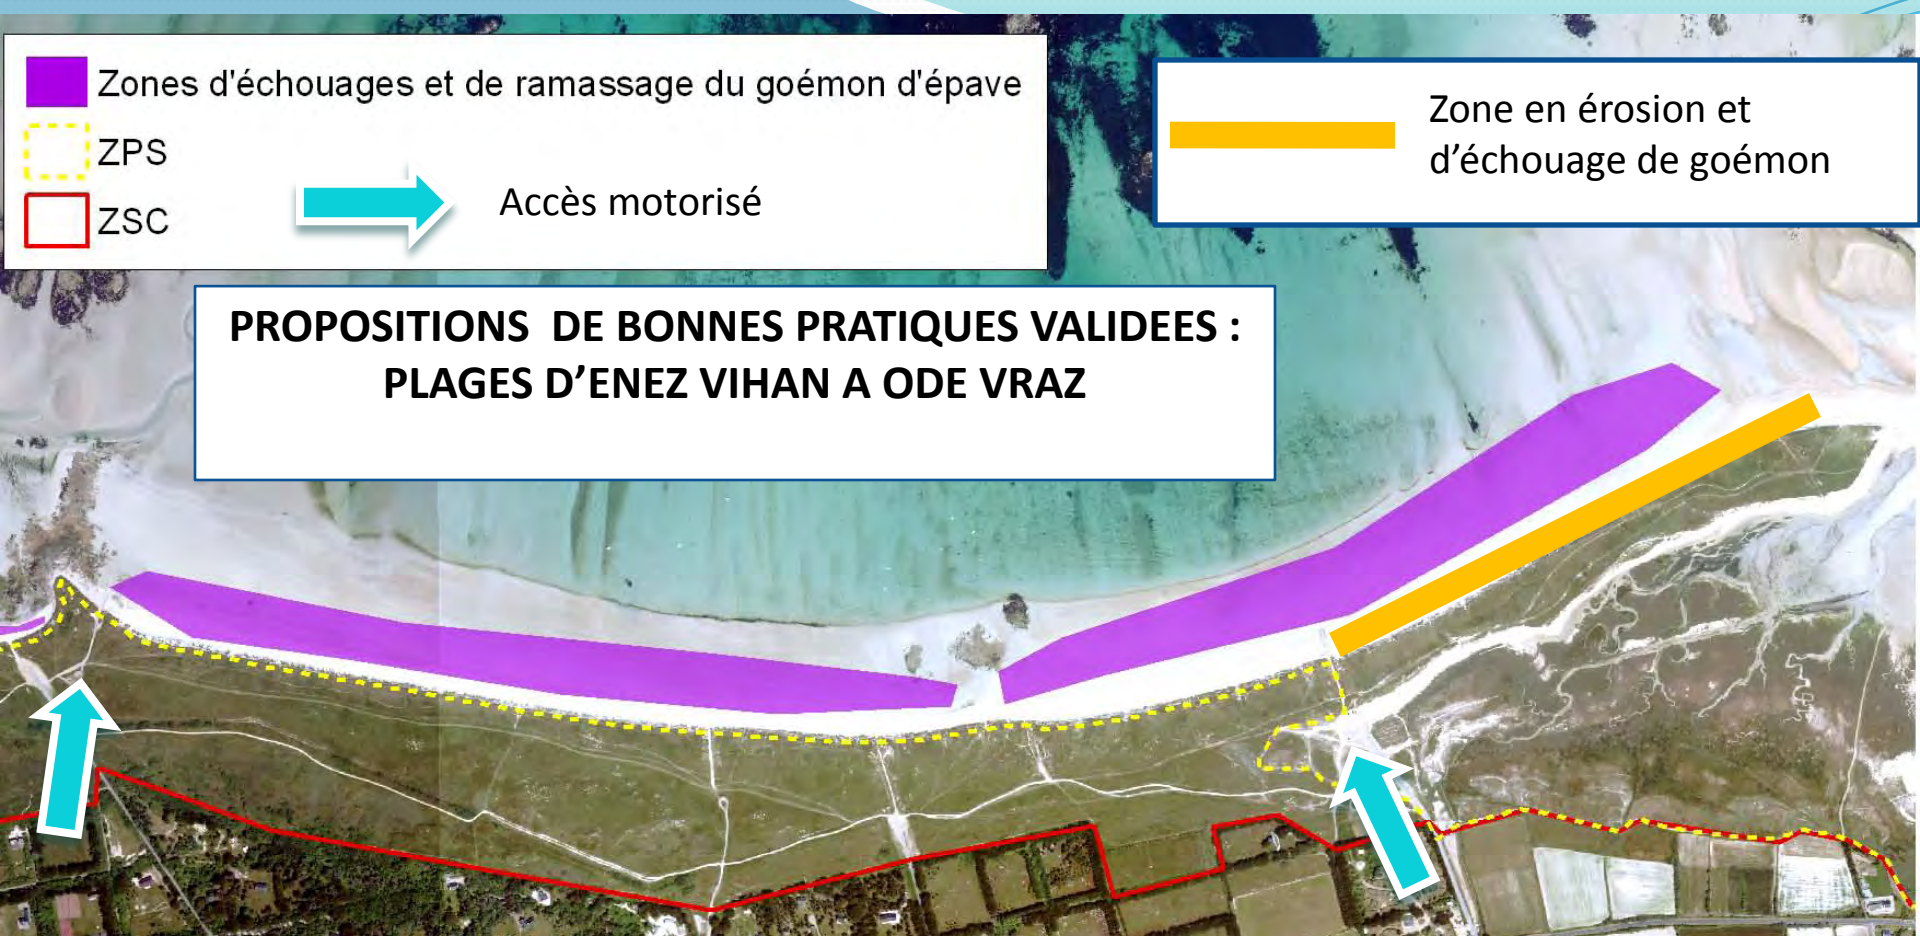 Zones d'échouages et de ramassage du goémon d'épave
ZPS
ZSC
Accès motorisé
Zone en érosion et
d’échouage de goémon
PROPOSITIONS  DE BONNES PRATIQUES VALIDEES :
PLAGES D’ENEZ VIHAN A ODE VRAZ